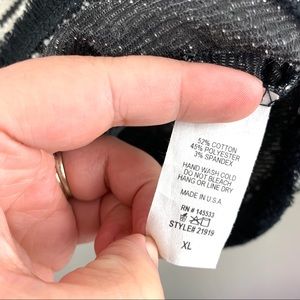 52% COTTON
45% POLYESTER
3% SPANDEX
HAND WASH COLD
DO NOT BLEACH
HANG OR LINE DRY
MADE IN U.S.A
RN # 145533
STYLE# 21919
XL